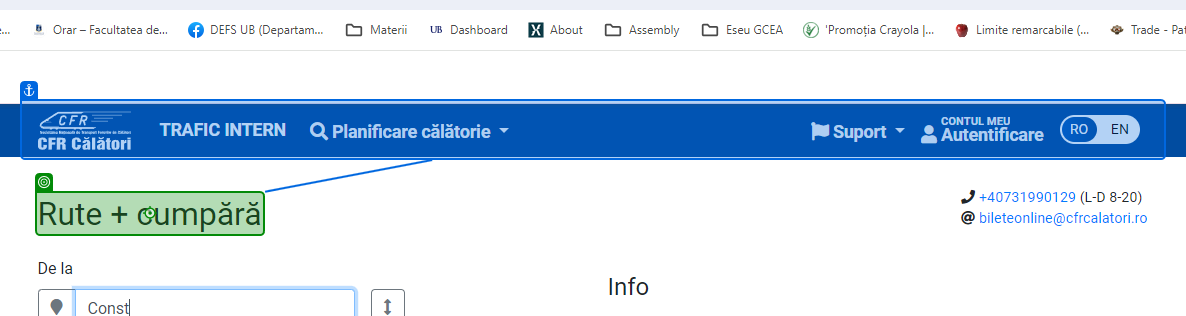 e...
Orar – Facultatea de...
DEFS UB (Departam...
Materii
UB Dashboard
About
Assembly
Eseu GCEA
'Promoția Crayola |...
Limite remarcabile (...
Trade - Pat
CFR
CFR Călători
TRAFIC INTERN
Planificare călătorie
Suport
CONTUL MEU
Autentificare
RO EN
Rute + cumpără
+40731990129 (L-D 8-20)
bileteonline@cfrcalatori.ro
De la
Info
Const